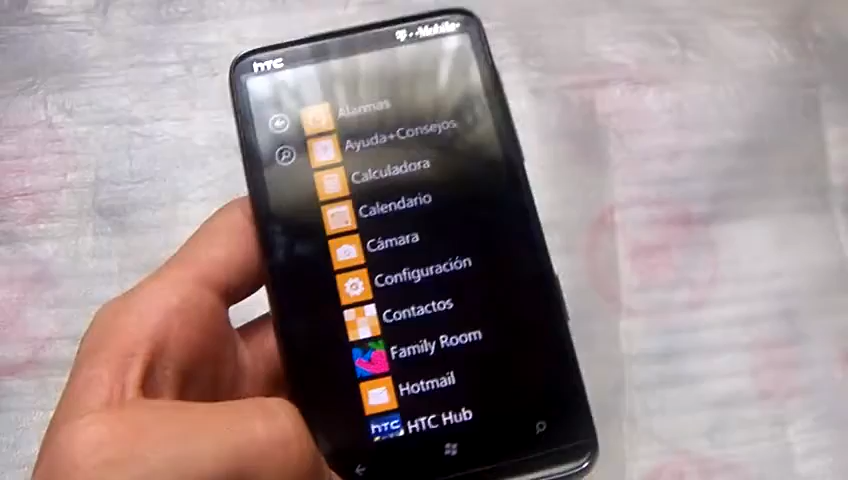 hTC
T··Mobile·
Alarmas
Ayuda+Consejos
Calculadora
Calendario
Cámara
Configuración
Contactos
Family Room
Hotmail
hTC HTC Hub